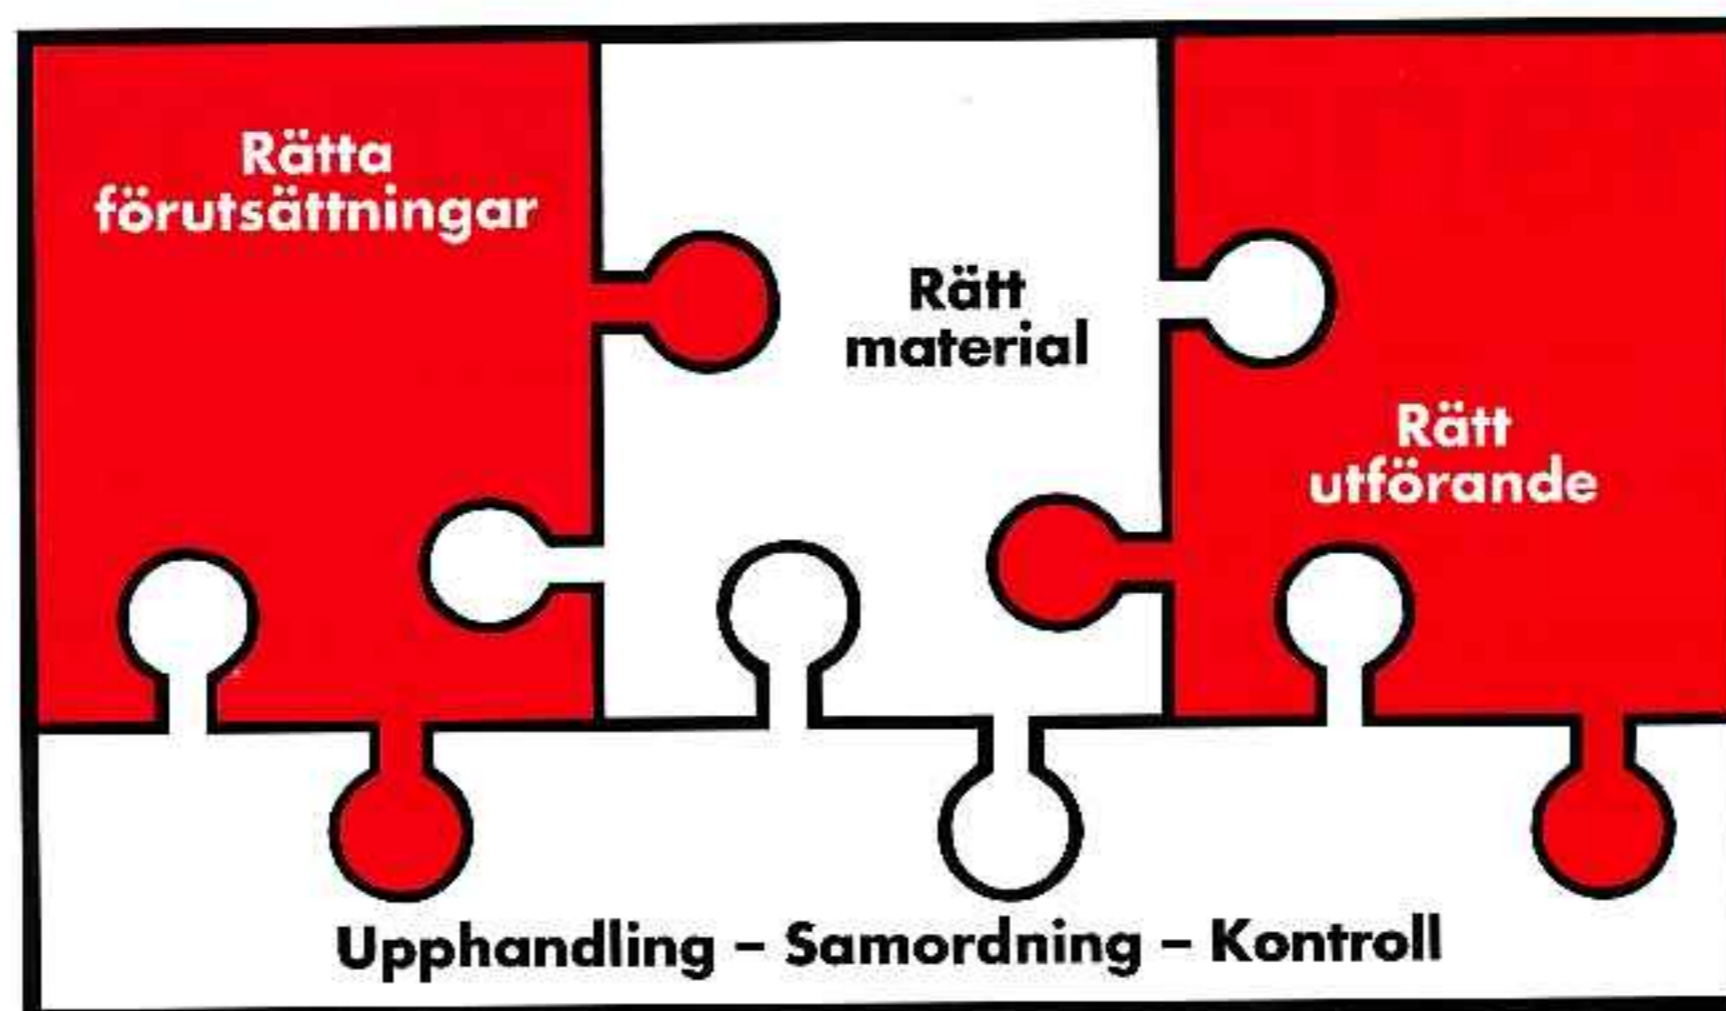 Rätta
förutsättningar
Rätt
material
Rätt
utförande
Upphandling – Samordning – Kontroll